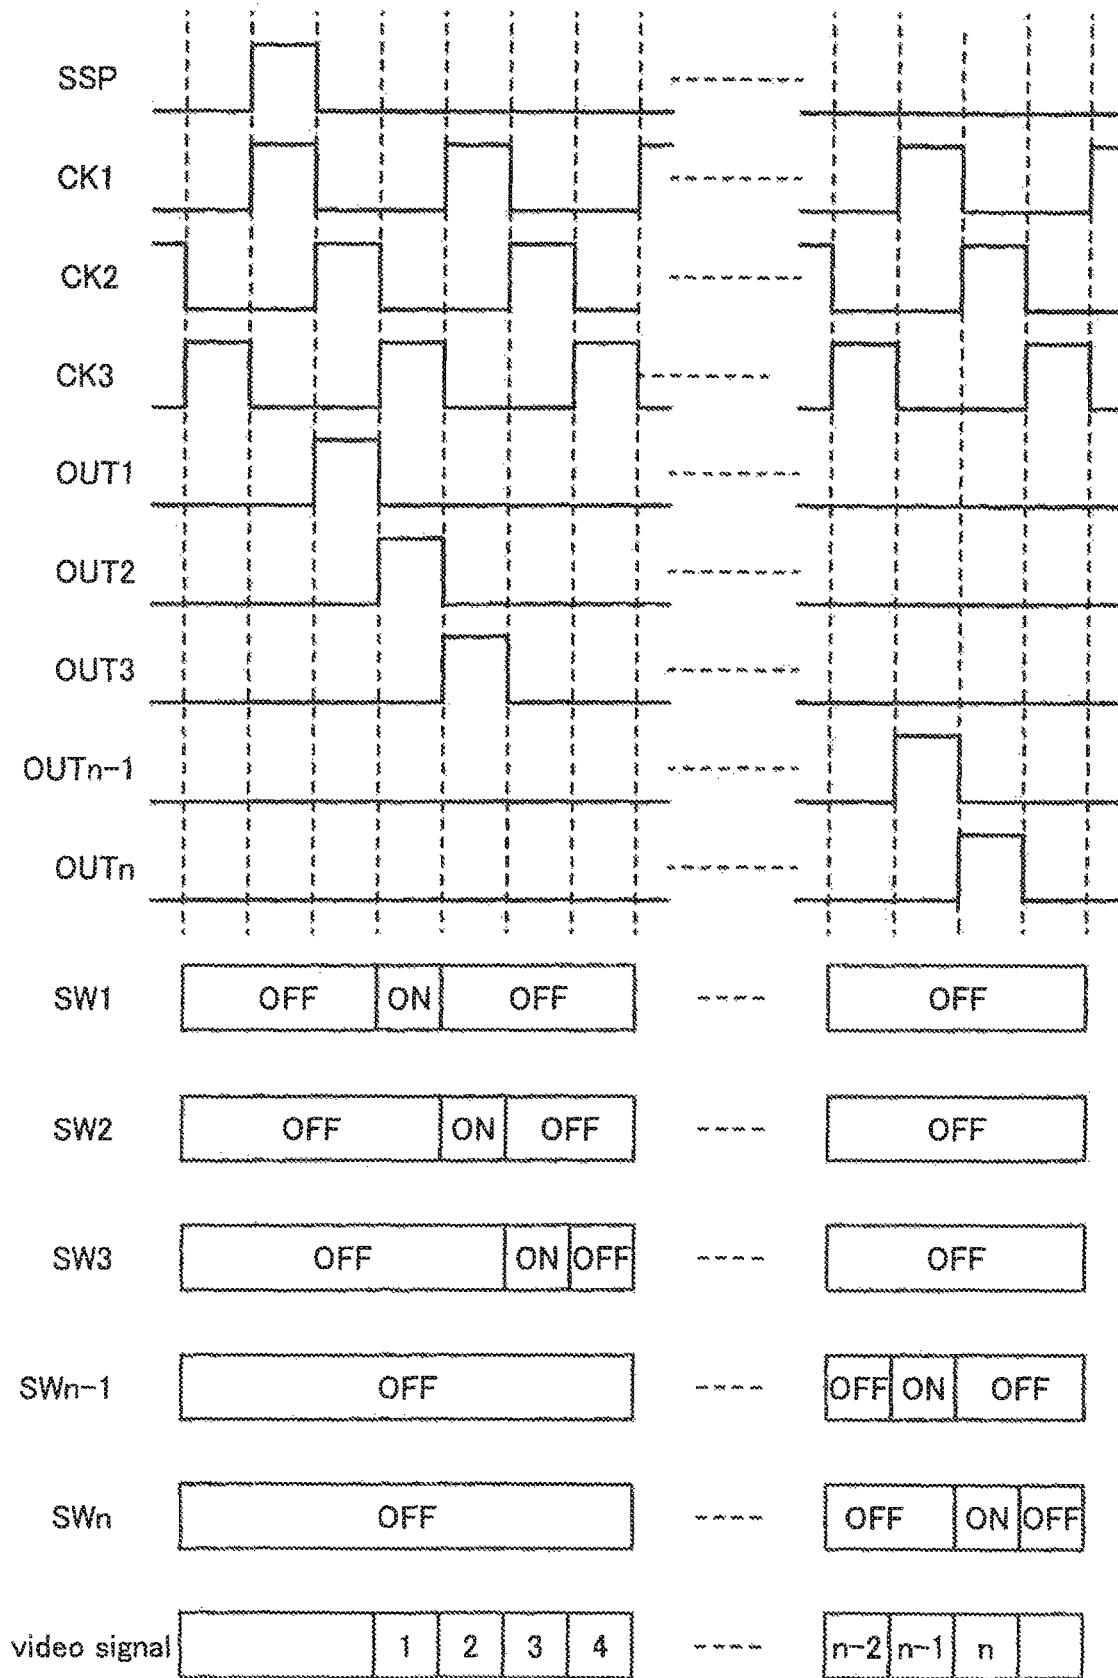 SSP
CK1
CK2
CK3
OUT1
OUT2
OUT3
OUTn-1
OUTn
SW1 OFF ON OFF OFF
SW2 OFF ON OFF OFF
SW3 OFF ON OFF OFF
SWn-1 OFF OFF ON OFF
SWn OFF OFF ON OFF
video signal 1 2 3 4 n-2 n-1 n